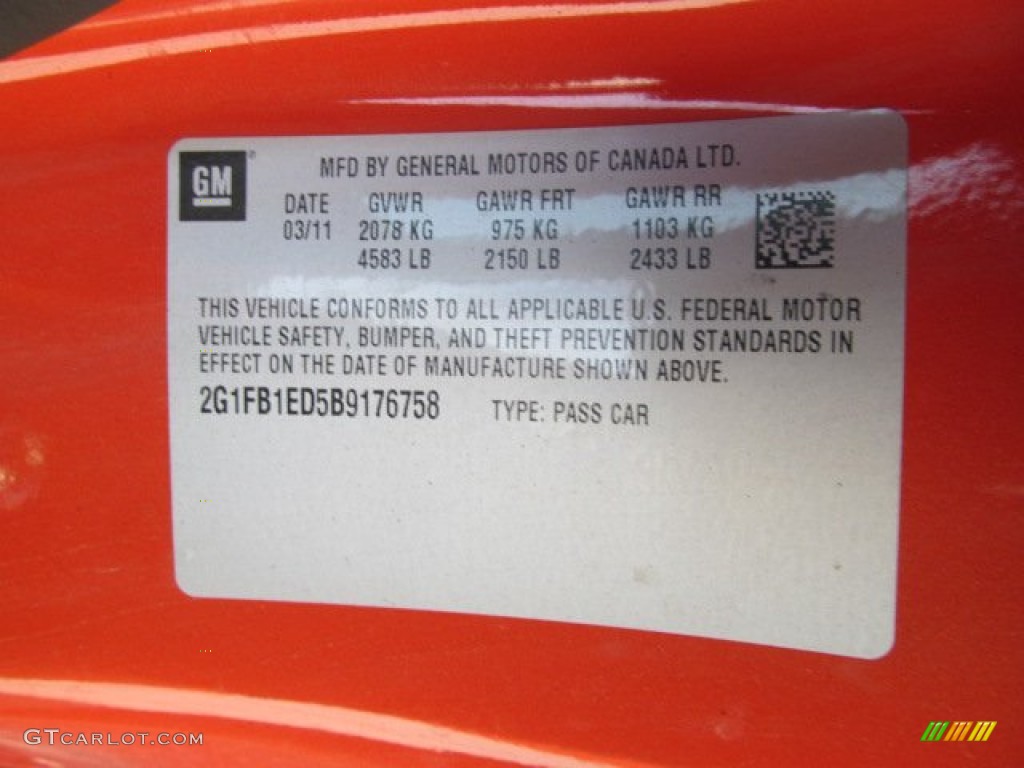 GM®
MFD BY GENERAL MOTORS OF CANADA LTD.
DATE GVWR GAWR FRT GAWR RR
03/11 2078 KG 975 KG 1103 KG
4583 LB 2150 LB 2433 LB
THIS VEHICLE CONFORMS TO ALL APPLICABLE U.S. FEDERAL MOTOR
VEHICLE SAFETY, BUMPER, AND THEFT PREVENTION STANDARDS IN
EFFECT ON THE DATE OF MANUFACTURE SHOWN ABOVE.
2G1FB1ED5B9176758 TYPE: PASS CAR
GTCARLOT.COM